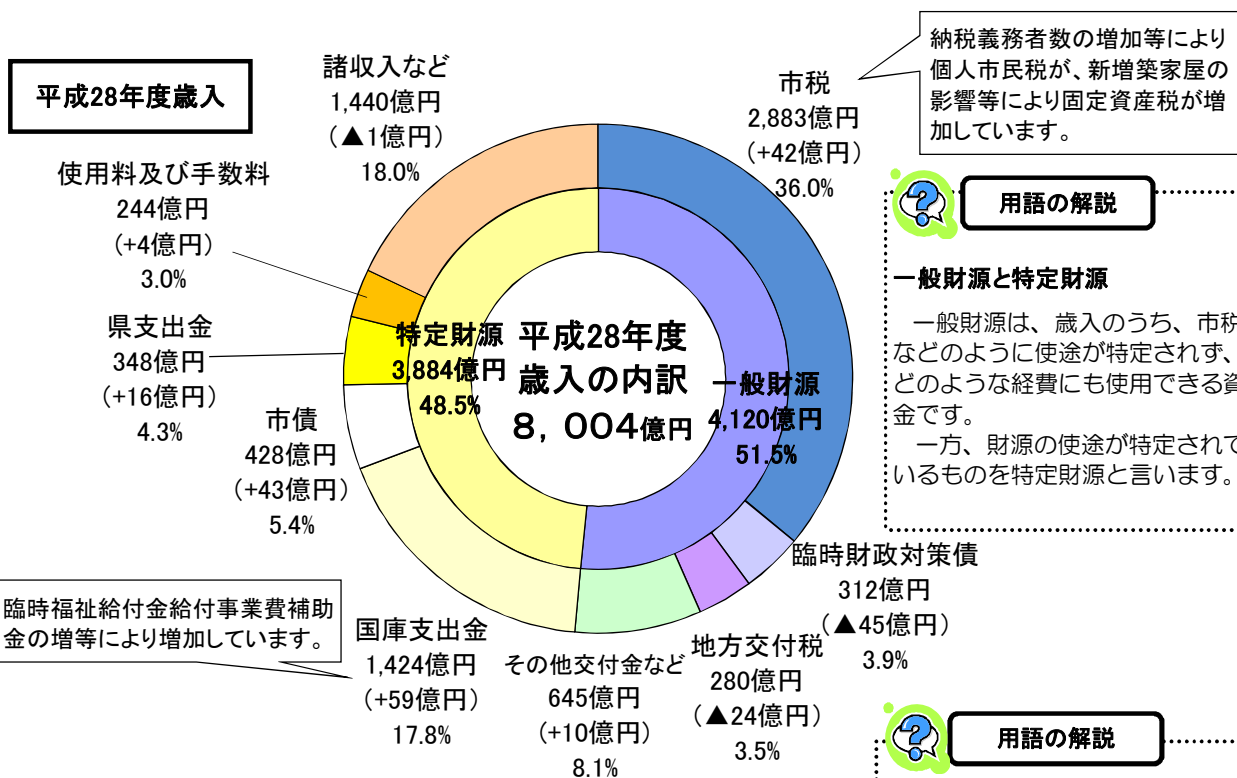 平成28年度歳入
諸収入など
1,440億円
(▲1億円)
18.0%
市税
2,883億円
(+42億円)
36.0%
納税義務者数の増加等により
個人市民税が、新増築家屋の
影響等により固定資産税が増
加しています。
使用料及び手数料
244億円
(+4億円)
3.0%
県支出金
348億円
(+16億円)
4.3%
市債
428億円
(+43億円)
5.4%
特定財源
3,884億円
48.5%
平成28年度
歳入の内訳
8,004億円
一般財源
4,120億円
51.5%
用語の解説
一般財源と特定財源
一般財源は、歳入のうち、市税
などのように使途が特定されず、
どのような経費にも使用できる資
金です。
一方、財源の使途が特定されて
いるものを特定財源と言います。
臨時財政対策債
312億円
(▲45億円)
3.9%
地方交付税
280億円
(▲24億円)
3.5%
その他交付金など
645億円
(+10億円)
8.1%
国庫支出金
1,424億円
(+59億円)
17.8%
臨時福祉給付金給付事業費補助
金の増等により増加しています。
用語の解説